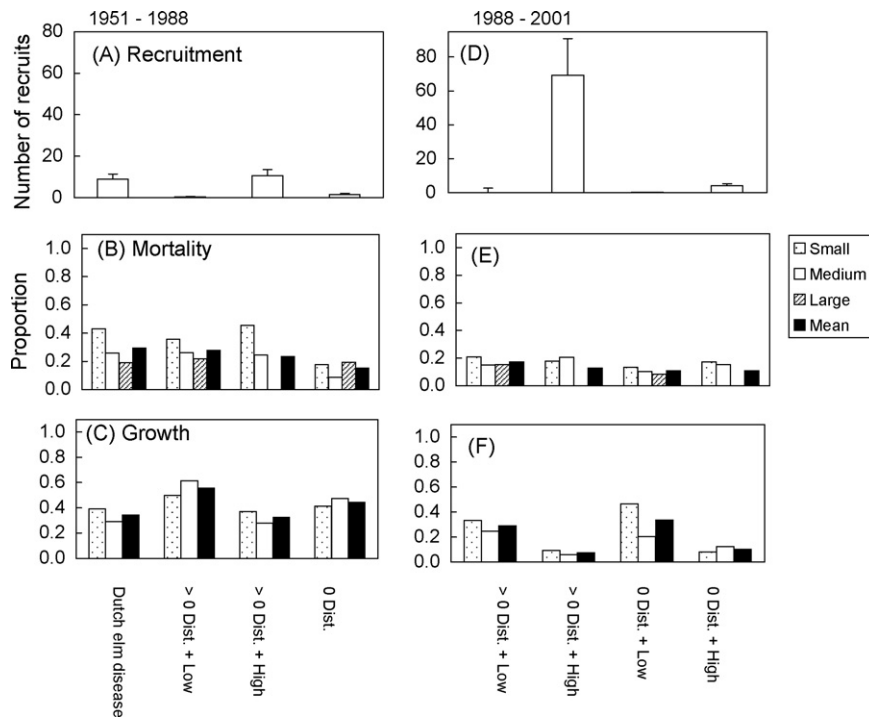 1951 - 1988
1988 - 2001
Number of recruits
80
60
40
20
0
(A) Recruitment
80
60
40
20
0
(D)
Proportion
1.0
0.8
0.6
0.4
0.2
0.0
(B) Mortality
1.0
0.8
0.6
0.4
0.2
0.0
(E)
Small
Medium
Large
Mean
1.0
0.8
0.6
0.4
0.2
0.0
(C) Growth
1.0
0.8
0.6
0.4
0.2
0.0
(F)
Dutch elm disease
> 0 Dist. + Low
> 0 Dist. + High
0 Dist.
> 0 Dist. + Low
> 0 Dist. + High
0 Dist. + Low
0 Dist. + High